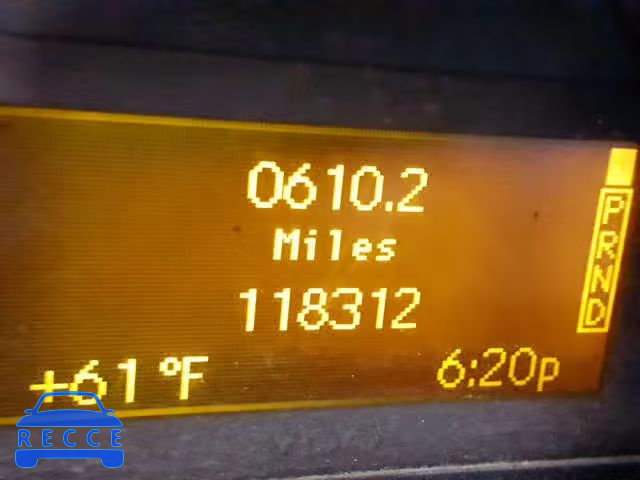 0610.2
Miles
118312
+61°F 6:20p
P
R
N
D
RECCE